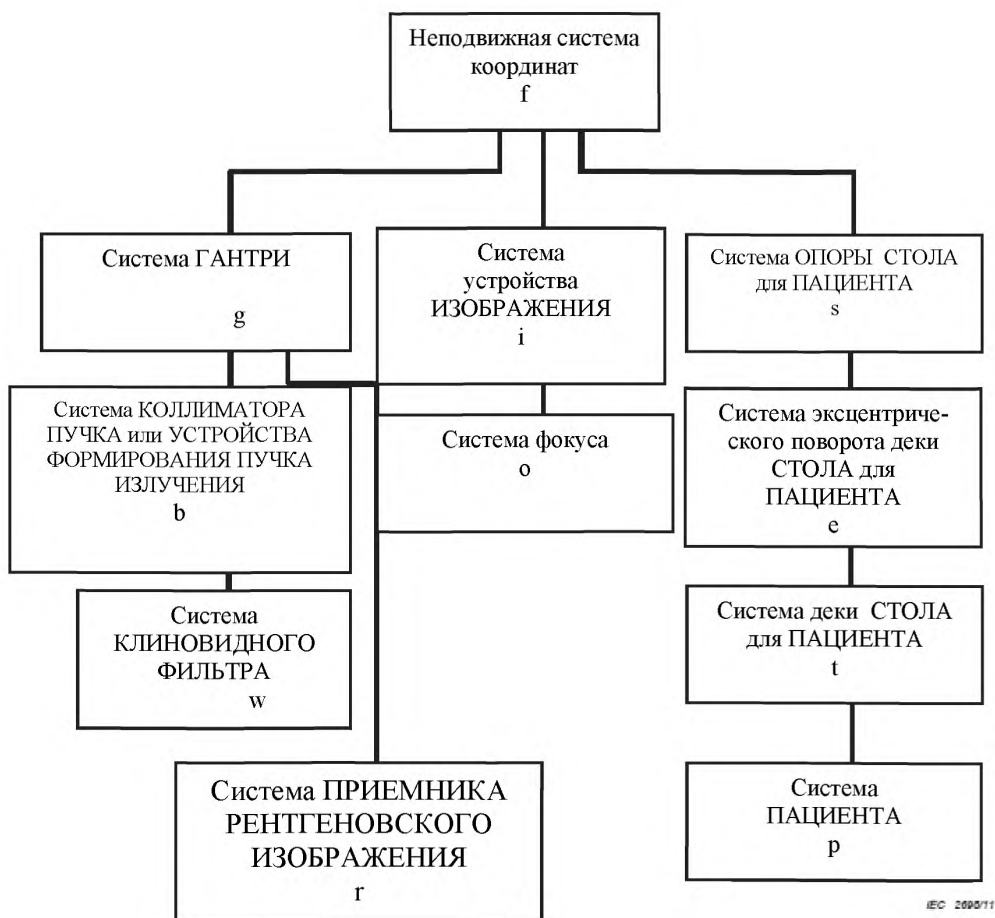 Неподвижная система
координат
f
Система ГАНТРИ
g
Система
устройства
ИЗОБРАЖЕНИЯ
i
Система ОПОРЫ СТОЛА
для ПАЦИЕНТА
s
Система КОЛЛИМАТОРА
ПУЧКА или УСТРОЙСТВА
ФОРМИРОВАНИЯ ПУЧКА
ИЗЛУЧЕНИЯ
b
Система фокуса
o
Система эксцентриче-
ского поворота деки
СТОЛА для
ПАЦИЕНТА
e
Система
КЛИНОВИДНОГО
ФИЛЬТРА
w
Система деки СТОЛА
для ПАЦИЕНТА
t
Система ПРИЕМНИКА
РЕНТГЕНОВСКОГО
ИЗОБРАЖЕНИЯ
r
Система
ПАЦИЕНТА
p
IEC 2696/11